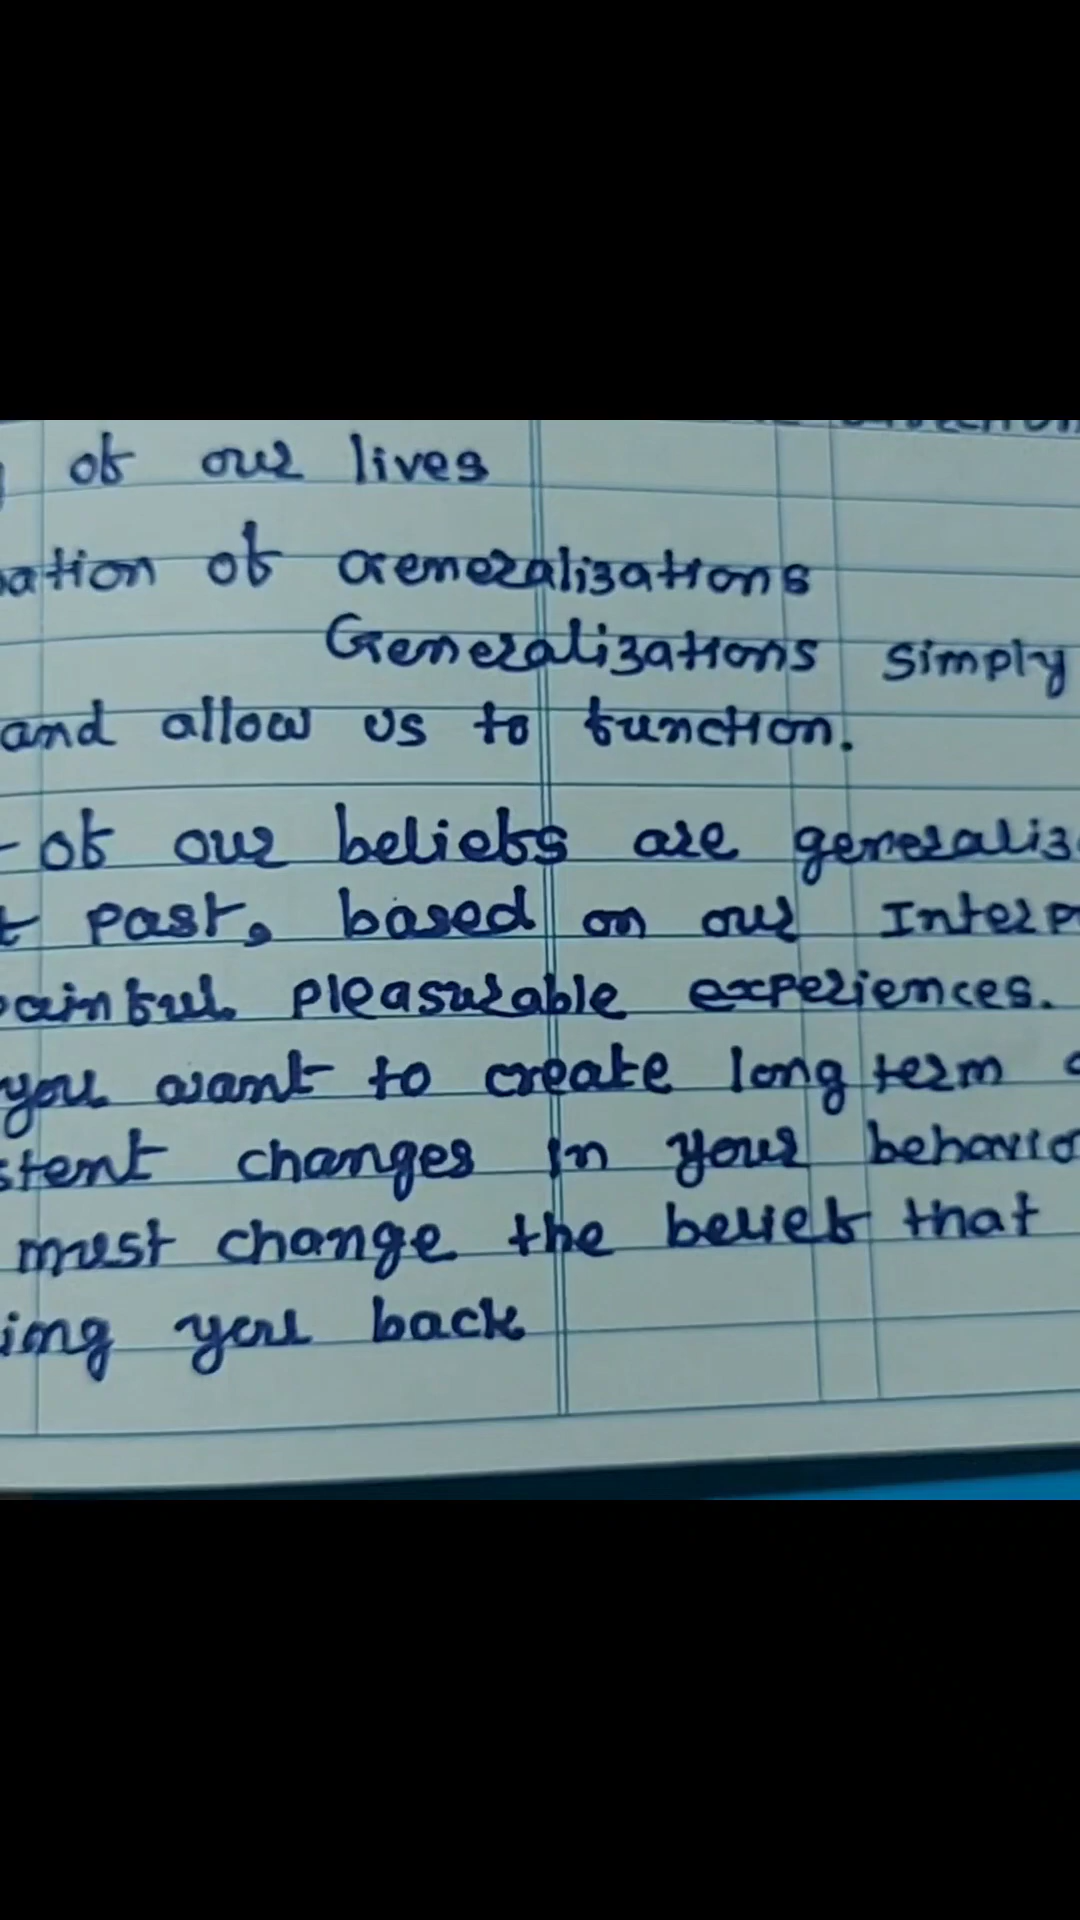 of our lives
ation of Generalizations
Generalizations simply
and allow us to function.
of our beliefs are generaliz
t past, based on our Interp
painful pleasurable experiences.
you want to create long term
stent changes in your behavio
must change the belief that
ing you back